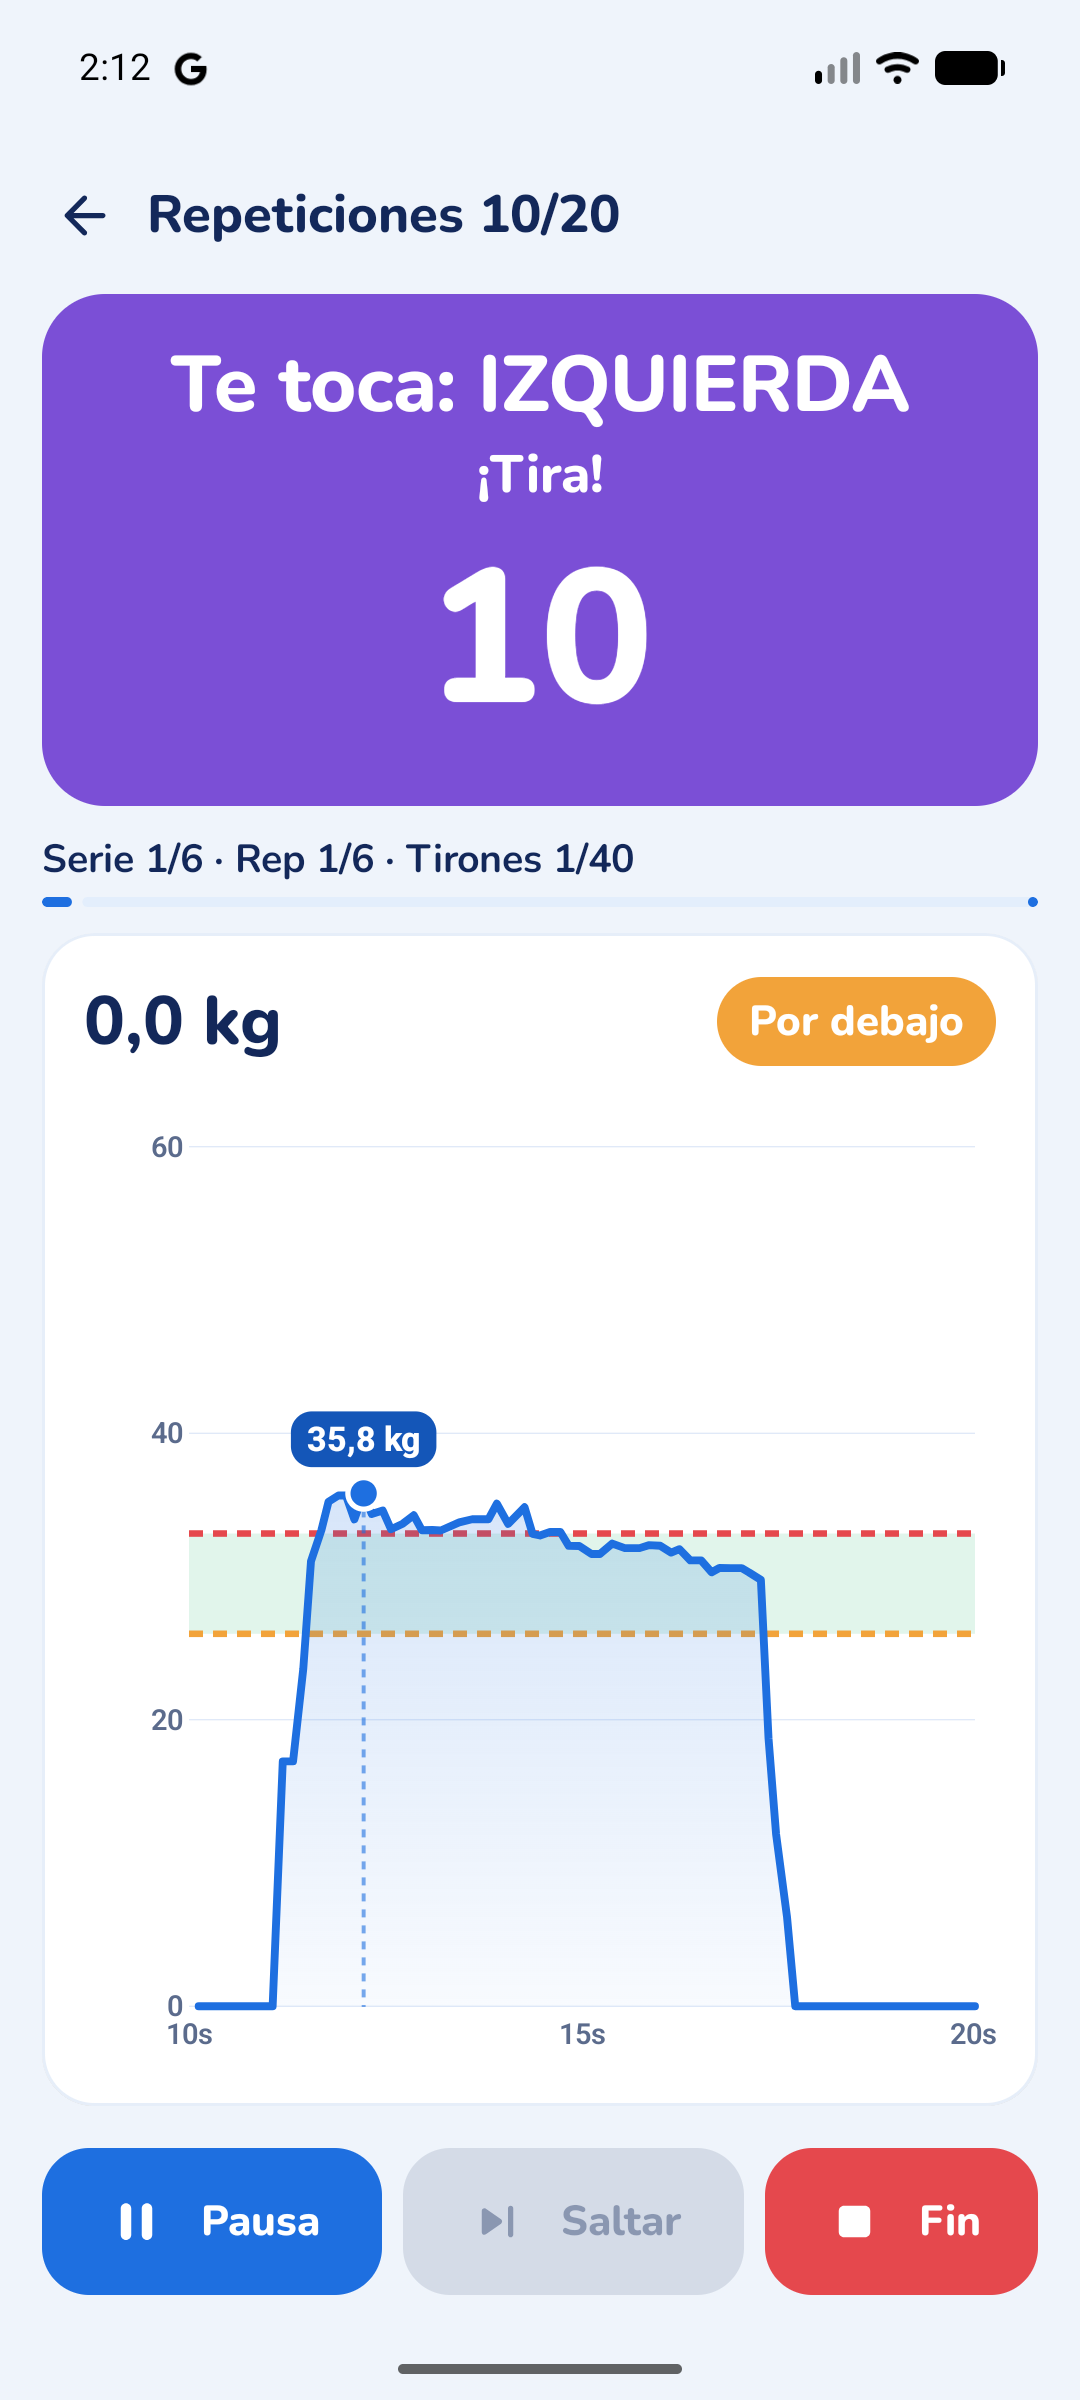 2:12 G
Repeticiones 10/20
Te toca: IZQUIERDA
¡Tira!
10
Serie 1/6 · Rep 1/6 · Tirones 1/40
0,0 kg
Por debajo
60
40
35,8 kg
20
0
10s 15s 20s
Pausa Saltar Fin